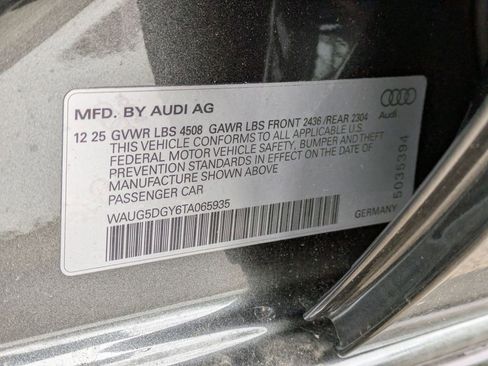 MFD. BY AUDI AG
Audi
12 25 GVWR LBS 4508 GAWR LBS FRONT 2436 /REAR 2304
THIS VEHICLE CONFORMS TO ALL APPLICABLE U.S.
FEDERAL MOTOR VEHICLE SAFETY, BUMPER AND THEFT
PREVENTION STANDARDS IN EFFECT ON THE DATE OF
MANUFACTURE SHOWN ABOVE
PASSENGER CAR
WAUG5DGY6TA065935
GERMANY
5035394